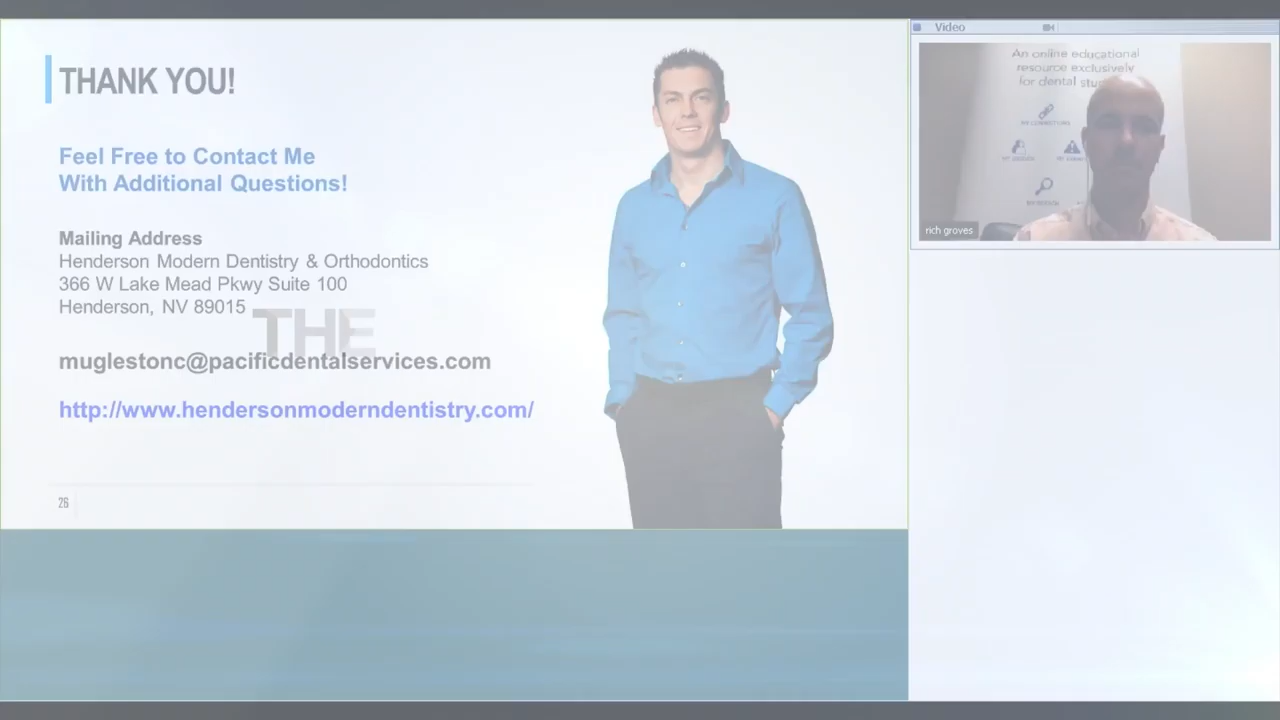 THANK YOU!
Feel Free to Contact Me
With Additional Questions!
Mailing Address
Henderson Modern Dentistry & Orthodontics
366 W Lake Mead Pkwy Suite 100
Henderson, NV 89015
THE
muglestonc@pacificdentalservices.com
http://www.hendersonmoderndentistry.com/
26
Video
An online educational
resource exclusively
for dental
rich groves